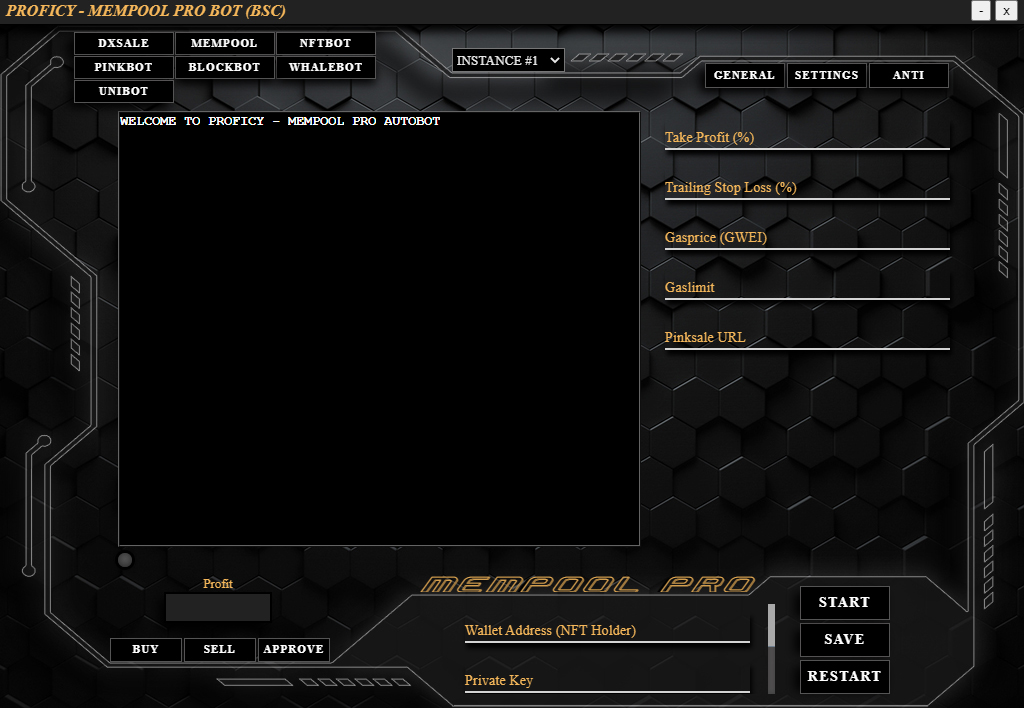 PROFICY - MEMPOOL PRO BOT (BSC)
- x
DXSALE MEMPOOL NFTBOT
PINKBOT BLOCKBOT WHALEBOT
UNIBOT
INSTANCE #1
GENERAL SETTINGS ANTI
WELCOME TO PROFICY - MEMPOOL PRO AUTOBOT
Take Profit (%)
Trailing Stop Loss (%)
Gasprice (GWEI)
Gaslimit
Pinksale URL
Profit
BUY SELL APPROVE
MEMPOOL PRO
Wallet Address (NFT Holder)
Private Key
START
SAVE
RESTART